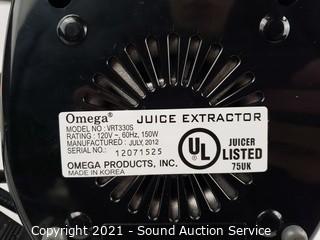 Omega® JUICE EXTRACTOR
MODEL NO : VRT330S
RATING : 120V ~, 60Hz, 150W
MANUFACTURED : JULY, 2012
SERIAL NO. : 12071525
OMEGA PRODUCTS, INC.
MADE IN KOREA
UL
®
JUICER
LISTED
75UK
Copyright 2021 - Sound Auction Service